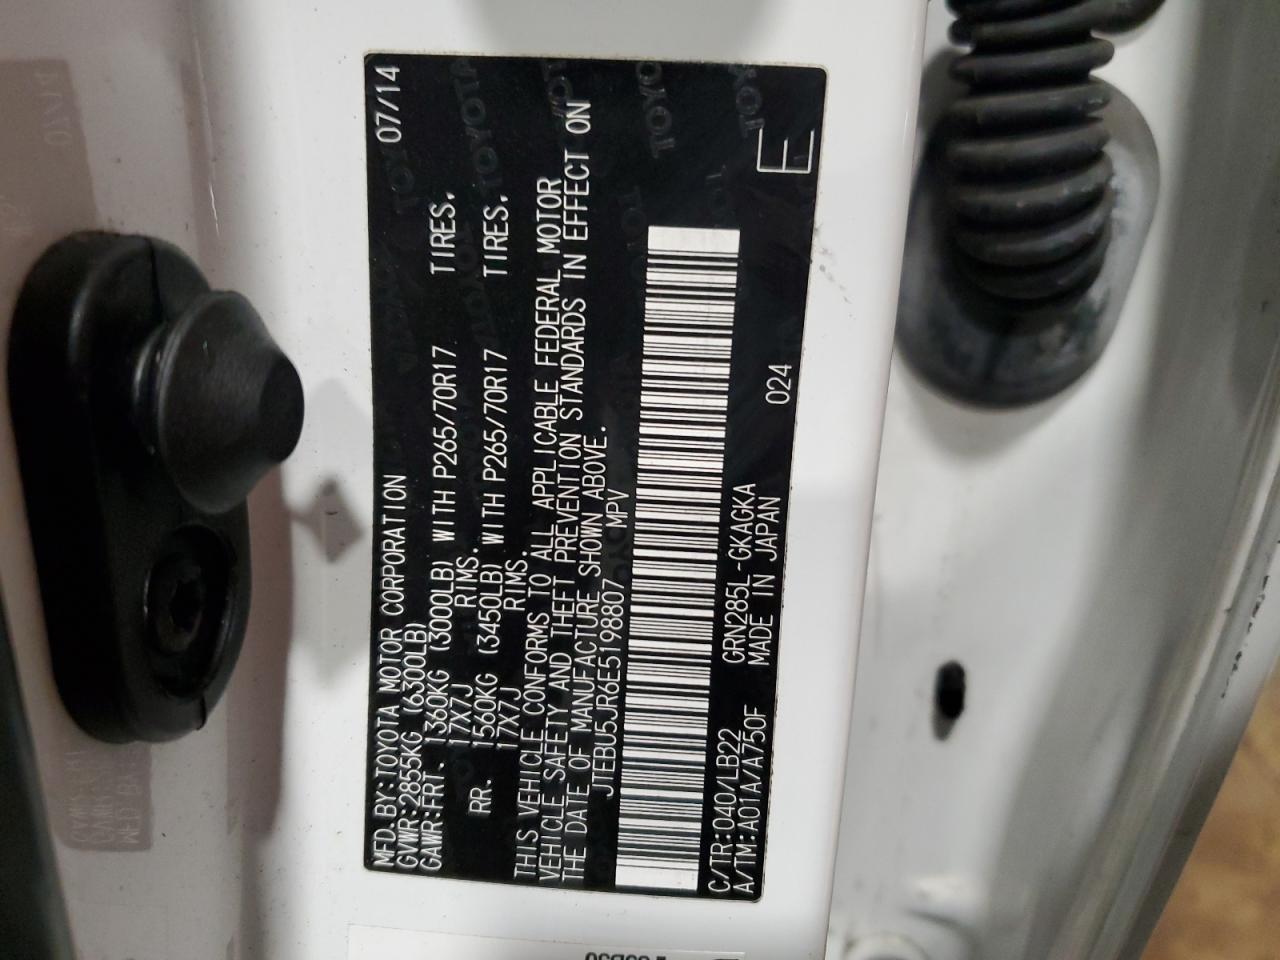 MFD. BY: TOYOTA MOTOR CORPORATION 07/14
GVWR: 2855KG (6300LB)
GAWR: FRT. 1360KG (3000LB) WITH P265/70R17 TIRES.
17X7J RIMS.
RR. 1560KG (3450LB) WITH P265/70R17 TIRES.
17X7J RIMS.
THIS VEHICLE CONFORMS TO ALL APPLICABLE FEDERAL MOTOR
VEHICLE SAFETY AND THEFT PREVENTION STANDARDS IN EFFECT ON
THE DATE OF MANUFACTURE SHOWN ABOVE.
JTEBU5JR6E5198807 MPV
E
C/TR: 040/LB22 GRN285L-GKAGKA 024
A/TM: A01A/A750F MADE IN JAPAN